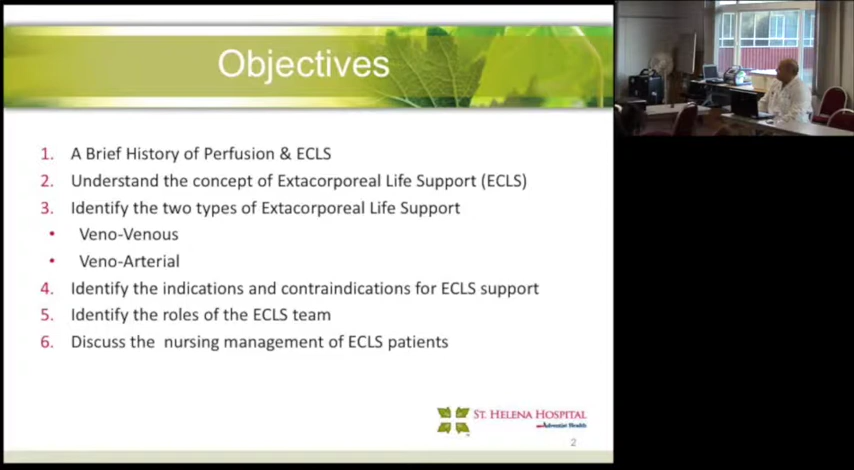 Objectives
1. A Brief History of Perfusion & ECLS
2. Understand the concept of Extacorporeal Life Support (ECLS)
3. Identify the two types of Extacorporeal Life Support
• Veno-Venous
• Veno-Arterial
4. Identify the indications and contraindications for ECLS support
5. Identify the roles of the ECLS team
6. Discuss the nursing management of ECLS patients
ST. HELENA HOSPITAL
Adventist Health
2